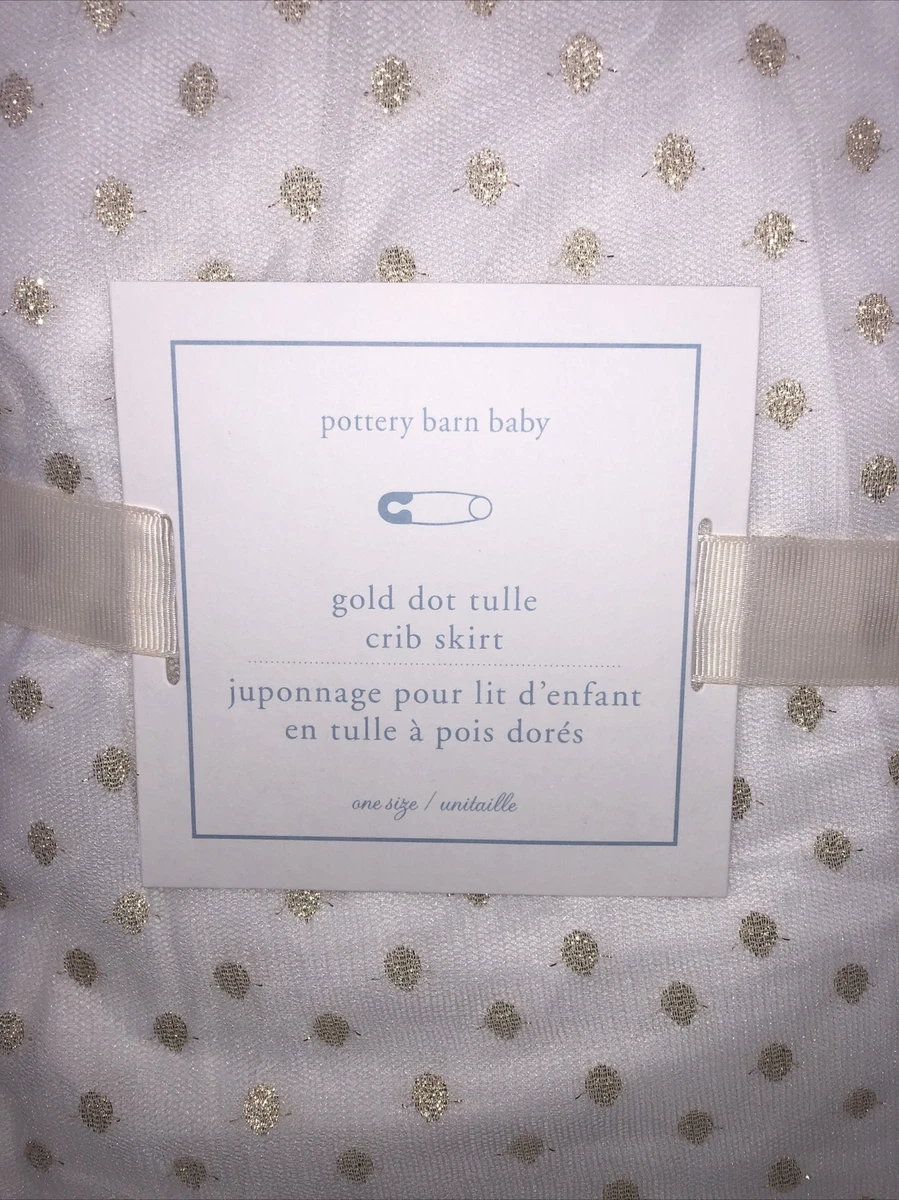 pottery barn baby
gold dot tulle
crib skirt
juponnage pour lit d'enfant
en tulle à pois dorés
one size / unitaille